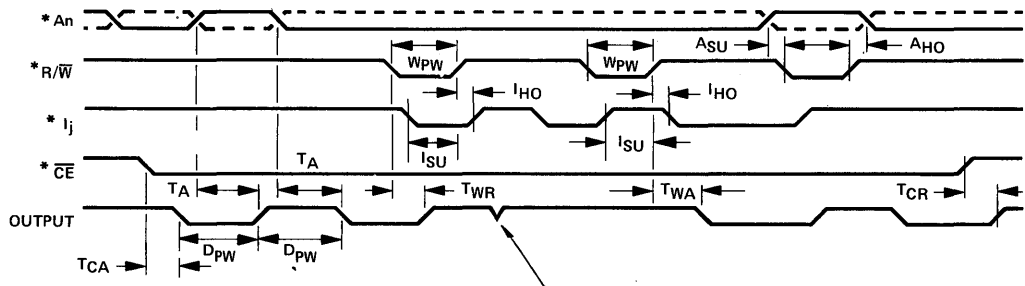 *An
ASU
AHO
*R/W̅
WPW
WPW
IHO
IHO
*Ij
ISU
ISU
*C̅E̅
TA
TA
TWR
TWA
TCR
OUTPUT
DPW
DPW
TCA